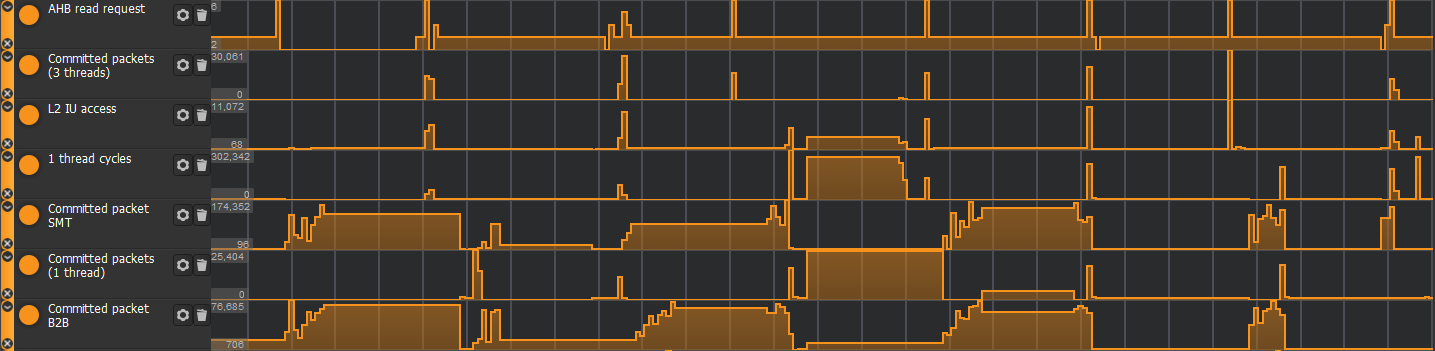 AHB read request
6
2
Committed packets
(3 threads)
30,061
0
L2 IU access
11,072
68
1 thread cycles
302,342
0
Committed packet
SMT
174,352
96
Committed packets
(1 thread)
25,404
0
Committed packet
B2B
76,685
706